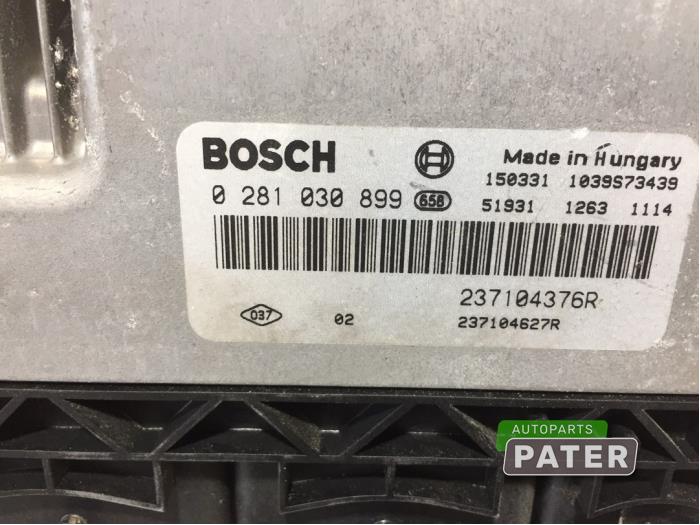 BOSCH
Made in Hungary
0 281 030 899 656
150331 1039S73439
51931 1263 1114
237104376R
037 02 237104627R
AUTOPARTS
PATER